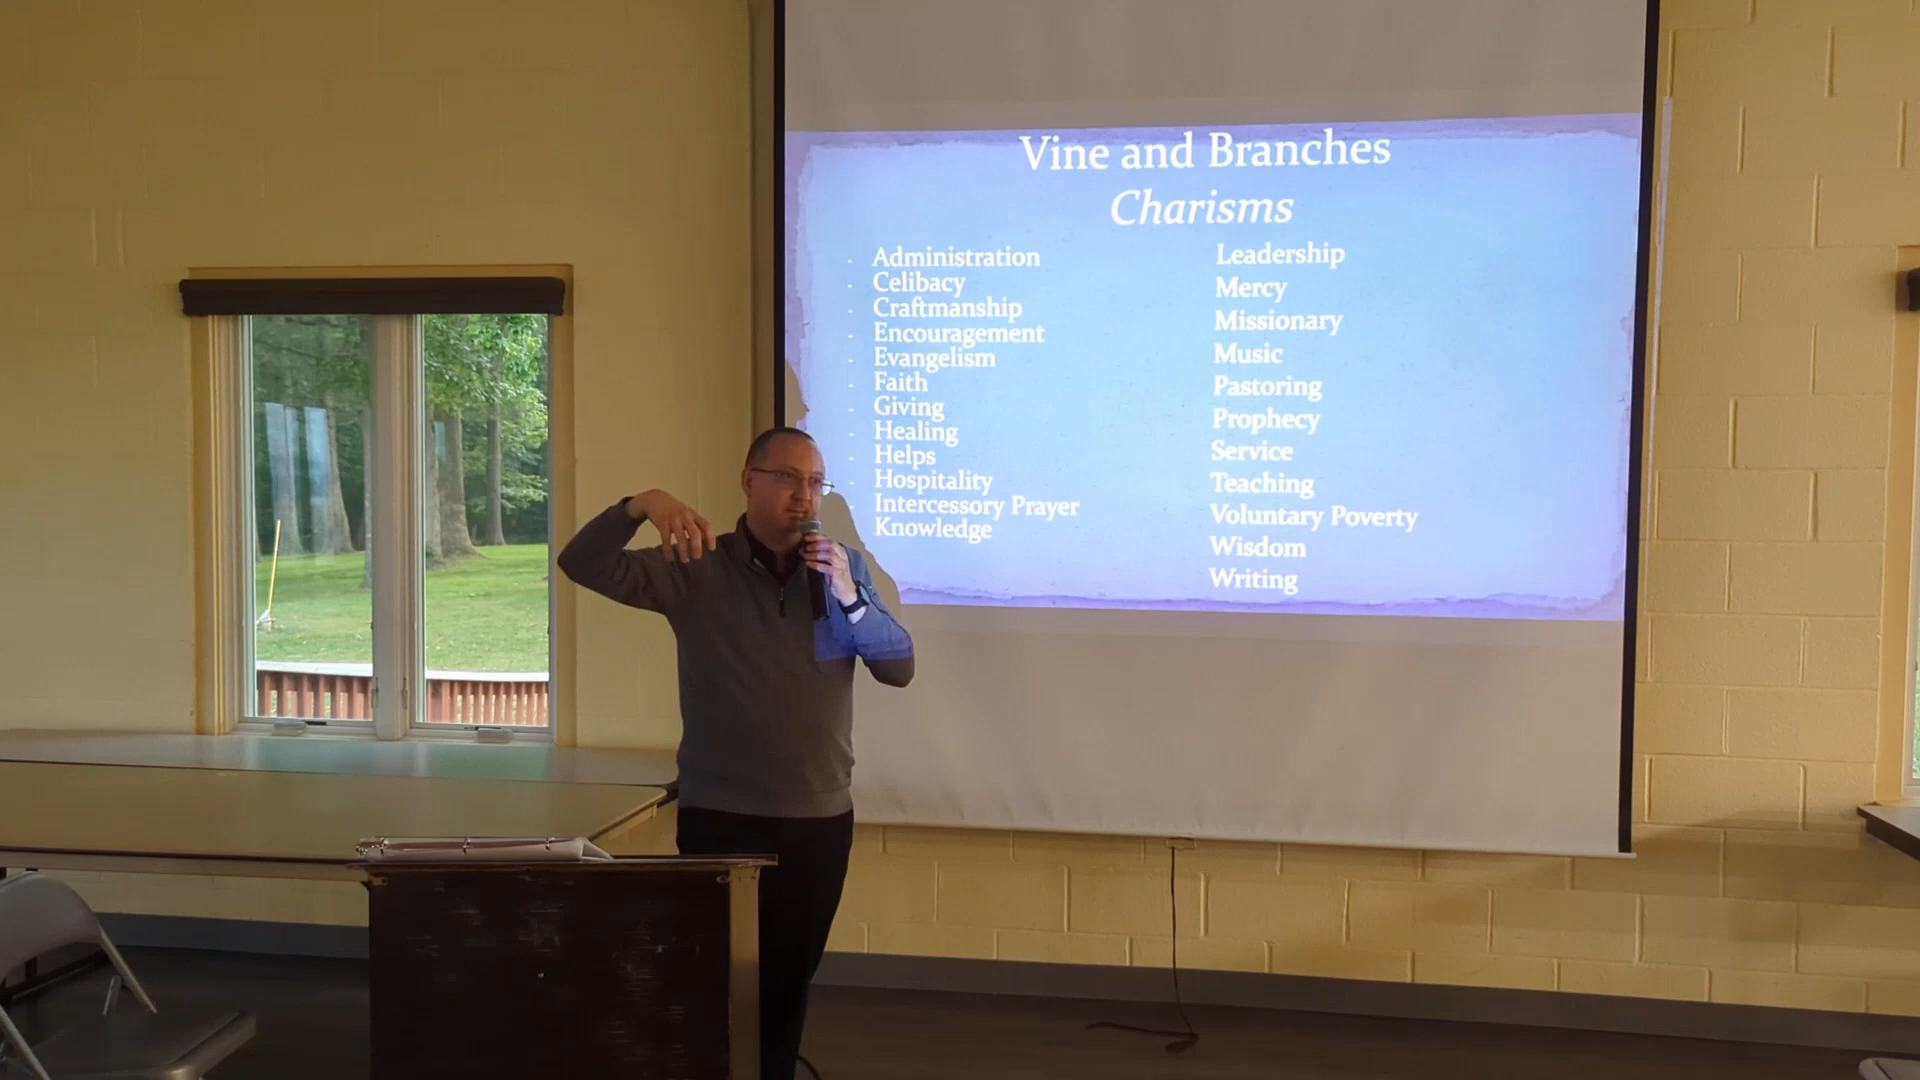 Vine and Branches
Charisms
Administration
Celibacy
Craftmanship
Encouragement
Evangelism
Faith
Giving
Healing
Helps
Hospitality
Intercessory Prayer
Knowledge
Leadership
Mercy
Missionary
Music
Pastoring
Prophecy
Service
Teaching
Voluntary Poverty
Wisdom
Writing